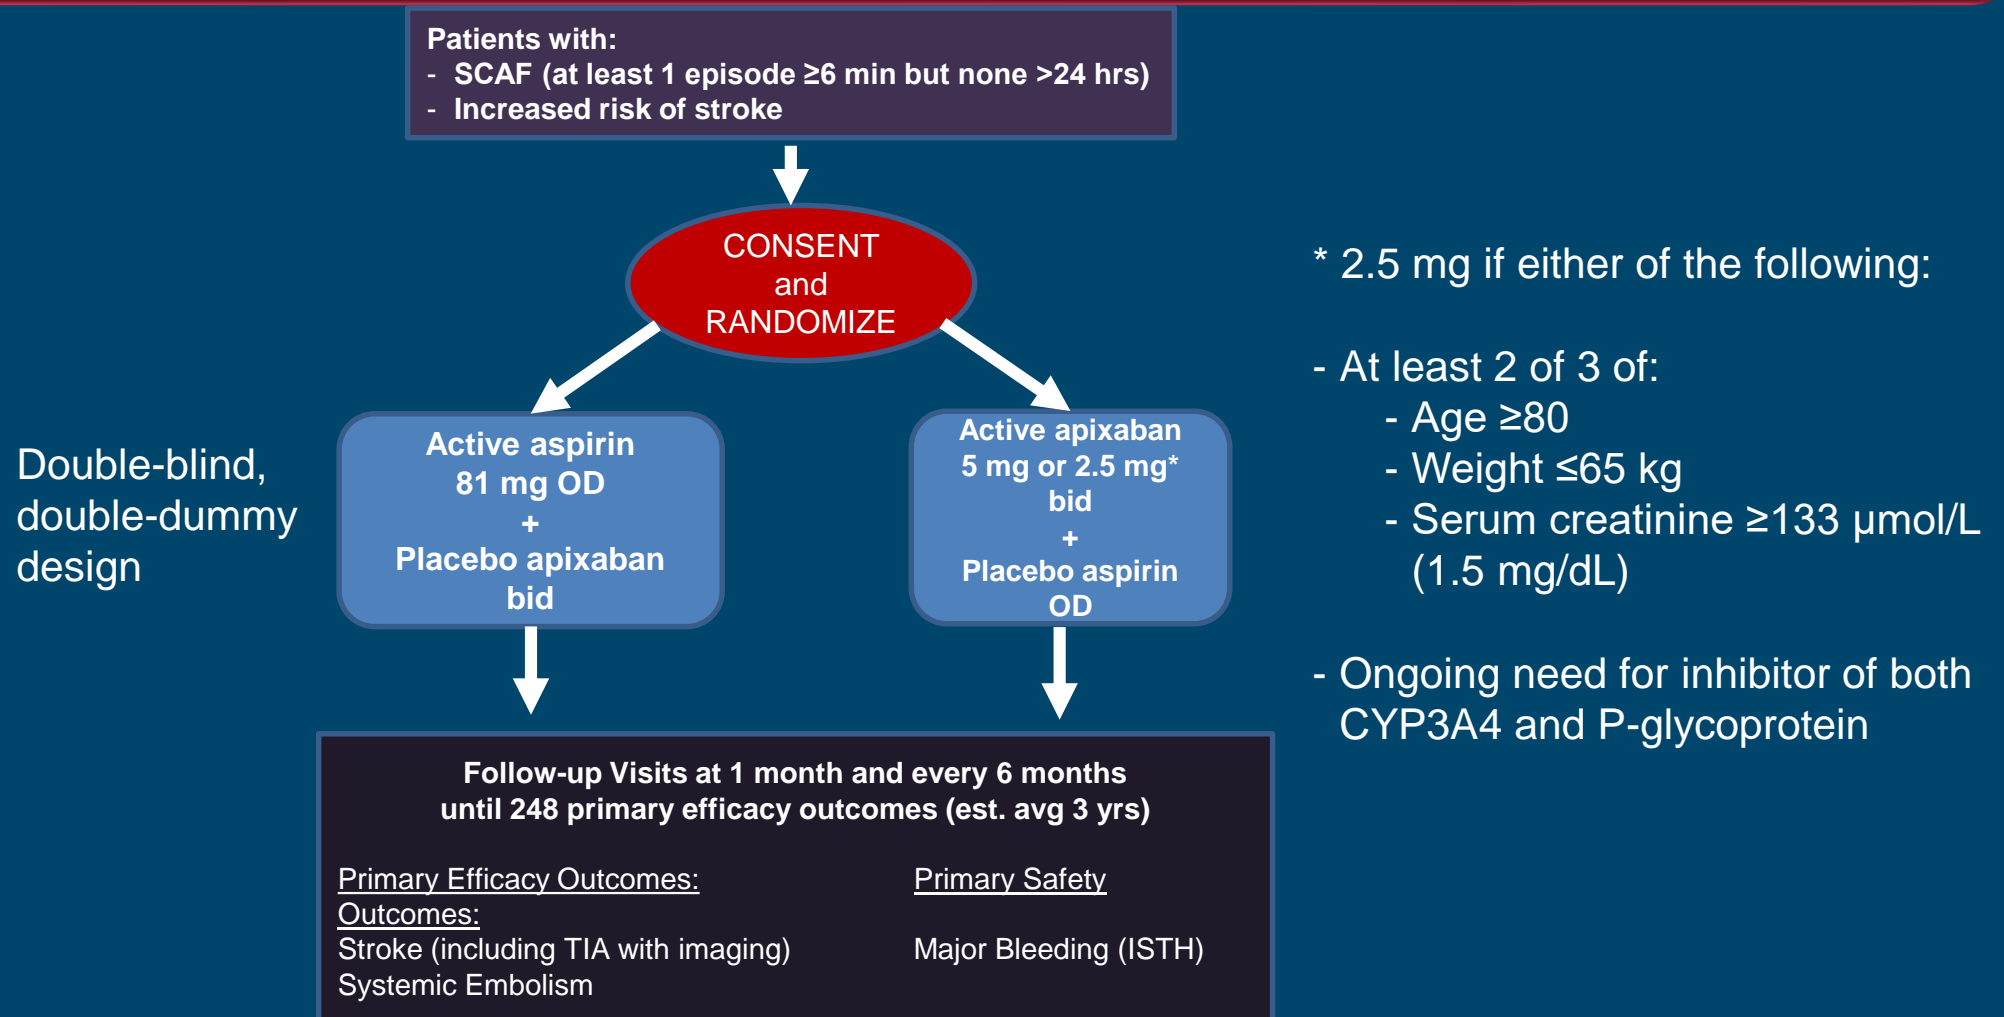 Patients with:
- SCAF (at least 1 episode ≥6 min but none >24 hrs)
- Increased risk of stroke
CONSENT
and
RANDOMIZE
Double-blind,
double-dummy
design
Active aspirin
81 mg OD
+
Placebo apixaban
bid
Active apixaban
5 mg or 2.5 mg*
bid
+
Placebo aspirin
OD
Follow-up Visits at 1 month and every 6 months
until 248 primary efficacy outcomes (est. avg 3 yrs)
Primary Efficacy Outcomes: Primary Safety
Outcomes:
Stroke (including TIA with imaging) Major Bleeding (ISTH)
Systemic Embolism
* 2.5 mg if either of the following:
- At least 2 of 3 of:
- Age ≥80
- Weight ≤65 kg
- Serum creatinine ≥133 µmol/L
(1.5 mg/dL)
- Ongoing need for inhibitor of both
CYP3A4 and P-glycoprotein